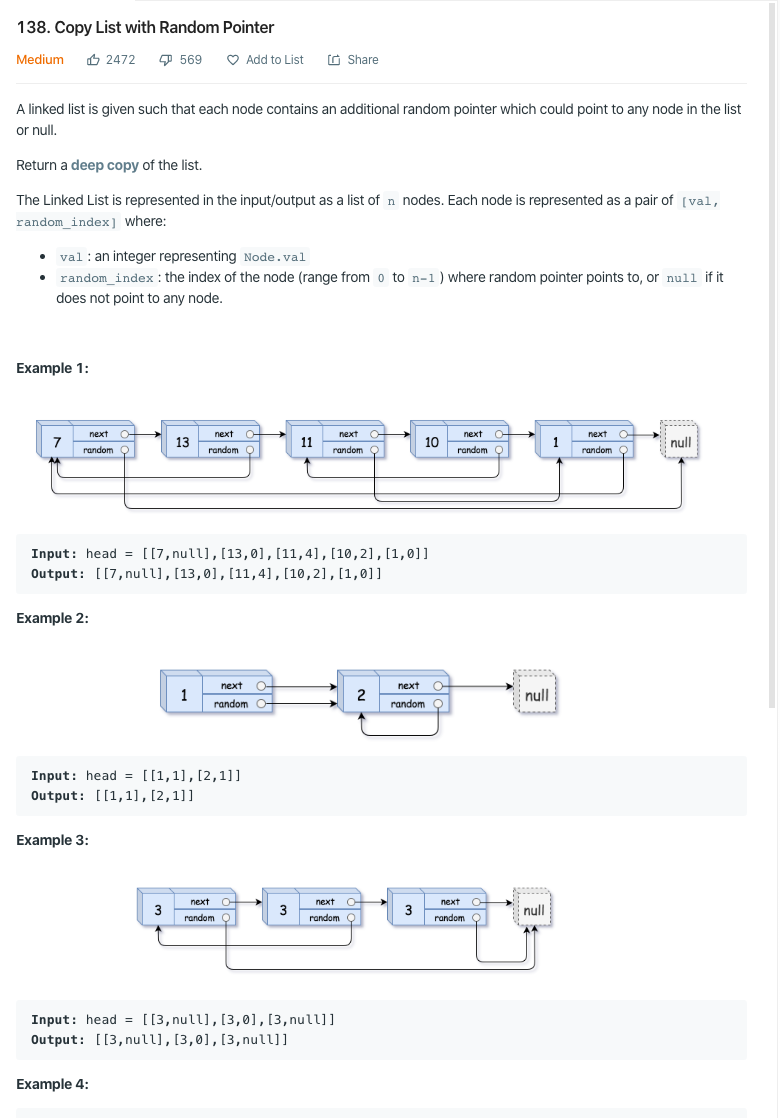 138. Copy List with Random Pointer
Medium 2472 569 Add to List Share
A linked list is given such that each node contains an additional random pointer which could point to any node in the list
or null.
Return a deep copy of the list.
The Linked List is represented in the input/output as a list of n nodes. Each node is represented as a pair of [val,
random_index] where:
• val : an integer representing Node.val
• random_index : the index of the node (range from 0 to n-1 ) where random pointer points to, or null if it
does not point to any node.
Example 1:
7 next random 13 next random 11 next random 10 next random 1 next random null
Input: head = [[7,null],[13,0],[11,4],[10,2],[1,0]]
Output: [[7,null],[13,0],[11,4],[10,2],[1,0]]
Example 2:
1 next random 2 next random null
Input: head = [[1,1],[2,1]]
Output: [[1,1],[2,1]]
Example 3:
3 next random 3 next random 3 next random null
Input: head = [[3,null],[3,0],[3,null]]
Output: [[3,null],[3,0],[3,null]]
Example 4: